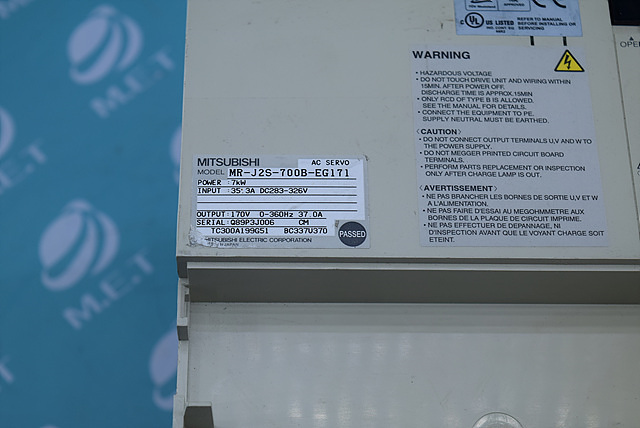 M.E.T
M.E.T
UL US LISTED
REFER TO MANUAL
BEFORE INSTALLING OR
SERVICING
WARNING
• HAZARDOUS VOLTAGE
• DO NOT TOUCH DRIVE UNIT AND WIRING WITHIN
15MIN. AFTER POWER OFF.
DISCHARGE TIME IS APPROX.15MIN
• ONLY RCD OF TYPE B IS ALLOWED.
SEE THE MANUAL FOR DETAILS.
• CONNECT THE EQUIPMENT TO PE.
SUPPLY NEUTRAL MUST BE EARTHED.
〈CAUTION〉
• DO NOT CONNECT OUTPUT TERMINALS U,V AND W TO
THE POWER SUPPLY.
• DO NOT MEGGER PRINTED CIRCUIT BOARD
TERMINALS.
• PERFORM PARTS REPLACEMENT OR INSPECTION
ONLY AFTER CHARGE LAMP IS OUT.
〈AVERTISSEMENT〉
• NE PAS BRANCHER LES BORNES DE SORTIE U,V ET W
A L'ALIMENTATION.
• NE PAS FAIRE D'ESSAI AU MEGOHMMETRE AUX
BORNES DE LA PLAQUE DE CIRCUIT IMPRIME.
• NE PAS EFFECTUER DE DEPANNAGE, NI
D'INSPECTION AVANT QUE LE VOYANT CHARGE SOIT
ETEINT.
MITSUBISHI AC SERVO
MODEL MR-J2S-700B-EG171
POWER :7kW
INPUT :35.3A DC283-326V
OUTPUT:170V 0-360Hz 37.0A
SERIAL:Q89P3J006 CM
TC300A199G51 BC337U370
MITSUBISHI ELECTRIC CORPORATION
PASSED